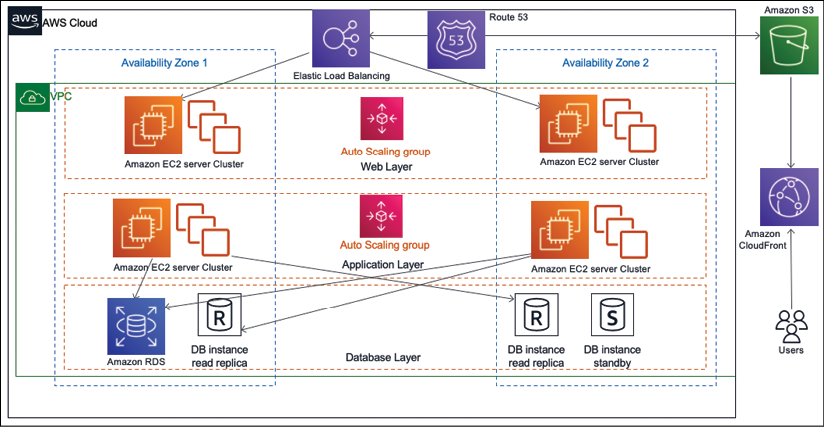 aws
AWS Cloud
Route 53
53
Amazon S3
Elastic Load Balancing
Availability Zone 1
Availability Zone 2
VPC
Amazon EC2 server Cluster
Auto Scaling group
Web Layer
Amazon EC2 server Cluster
Amazon EC2 server Cluster
Auto Scaling group
Application Layer
Amazon EC2 server Cluster
Amazon
CloudFront
Amazon RDS
R
DB instance
read replica
Database Layer
R
DB instance
read replica
S
DB instance
standby
Users